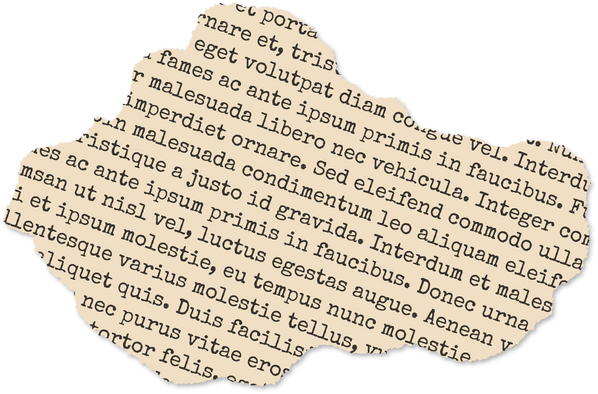 et porta
rnare et, tris
eget volutpat diam congue vel. Interdu
fames ac ante ipsum primis in faucibus. F
r malesuada libero nec vehicula. Integer con
imperdiet ornare. Sed eleifend commodo ulla
in malesuada condimentum leo aliquam eleif
ristique a justo id gravida. Interdum et males
es ac ante ipsum primis in faucibus. Donec urna
msan ut nisl vel, luctus egestas augue. Aenean v
i et ipsum molestie, eu tempus nunc molestie
llentesque varius molestie tellus,
liquet quis. Duis facilis
nec purus vitae eros
tortor felis,